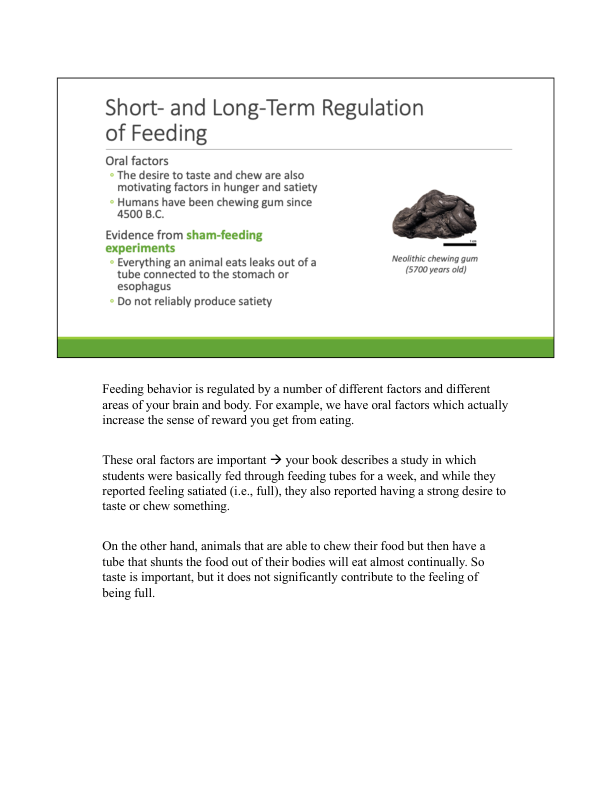 Short- and Long-Term Regulation
of Feeding
Oral factors
◦ The desire to taste and chew are also
motivating factors in hunger and satiety
◦ Humans have been chewing gum since
4500 B.C.
Evidence from sham-feeding
experiments
◦ Everything an animal eats leaks out of a
tube connected to the stomach or
esophagus
◦ Do not reliably produce satiety
Neolithic chewing gum
(5700 years old)
Feeding behavior is regulated by a number of different factors and different
areas of your brain and body. For example, we have oral factors which actually
increase the sense of reward you get from eating.
These oral factors are important → your book describes a study in which
students were basically fed through feeding tubes for a week, and while they
reported feeling satiated (i.e., full), they also reported having a strong desire to
taste or chew something.
On the other hand, animals that are able to chew their food but then have a
tube that shunts the food out of their bodies will eat almost continually. So
taste is important, but it does not significantly contribute to the feeling of
being full.